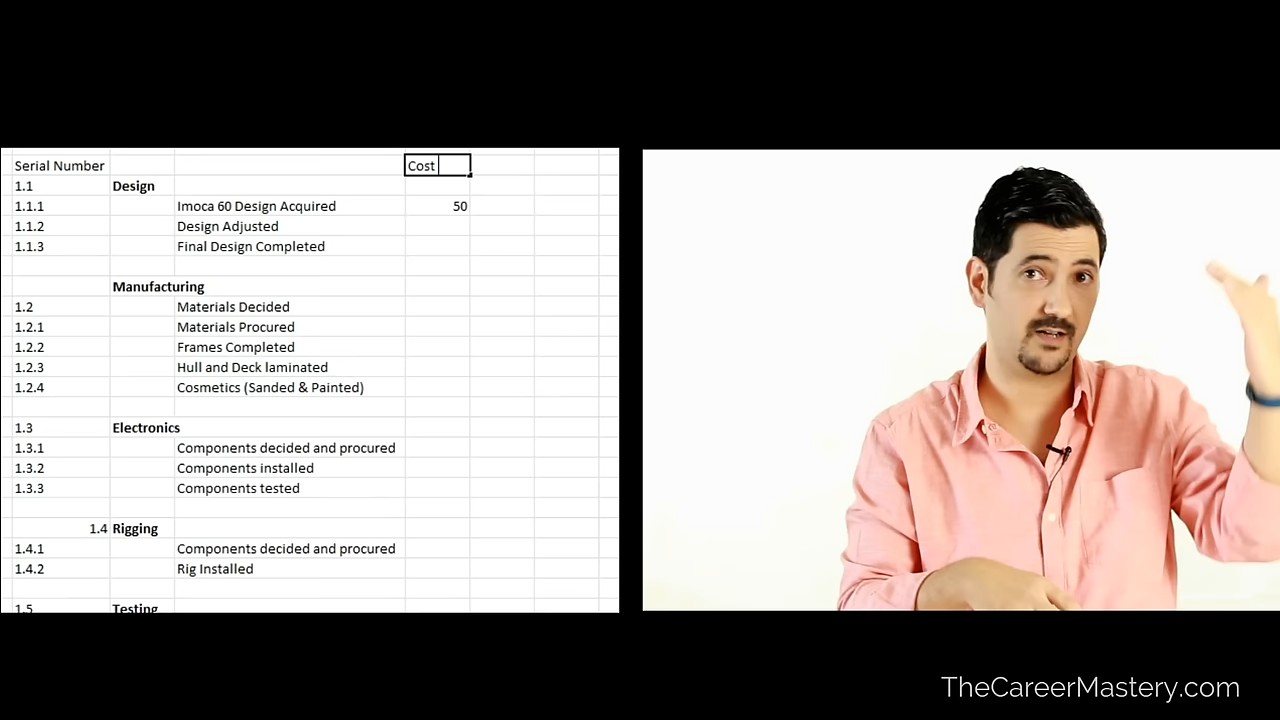 Serial Number Cost
1.1 Design
1.1.1 Imoca 60 Design Acquired 50
1.1.2 Design Adjusted
1.1.3 Final Design Completed
Manufacturing
1.2 Materials Decided
1.2.1 Materials Procured
1.2.2 Frames Completed
1.2.3 Hull and Deck laminated
1.2.4 Cosmetics (Sanded & Painted)
1.3 Electronics
1.3.1 Components decided and procured
1.3.2 Components installed
1.3.3 Components tested
1.4 Rigging
1.4.1 Components decided and procured
1.4.2 Rig Installed
1.5 Testing
TheCareerMastery.com